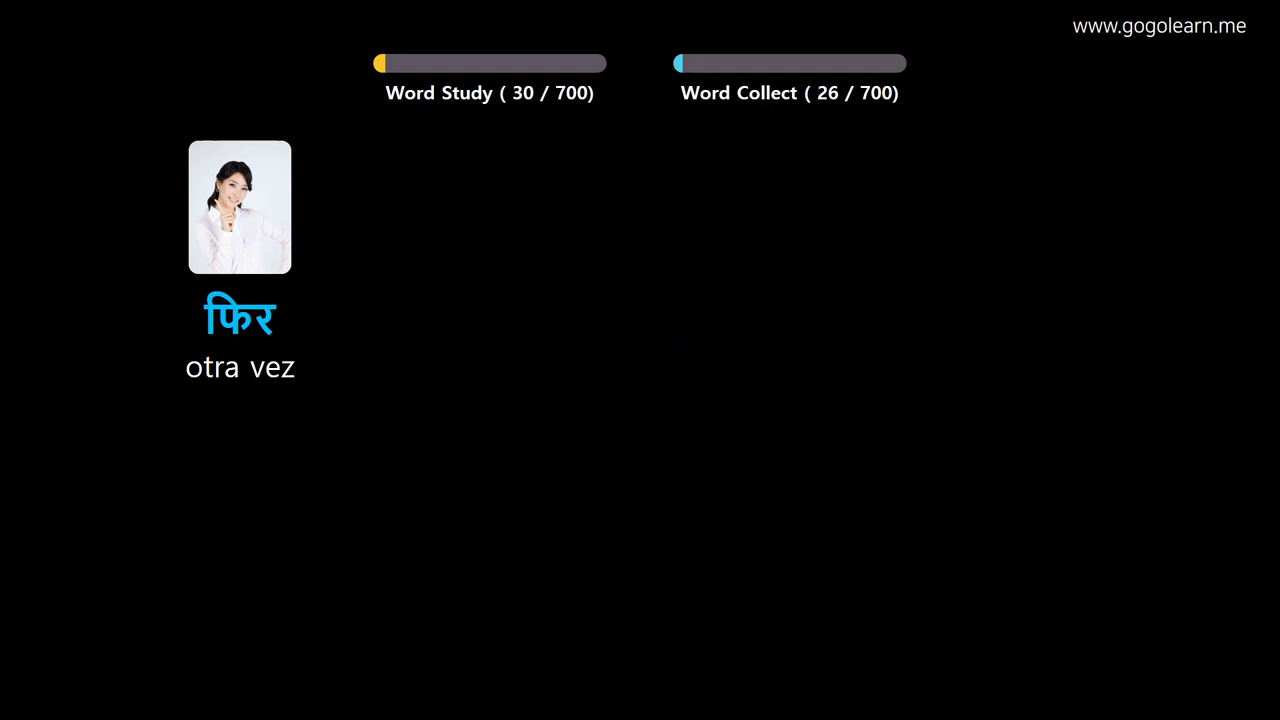 www.gogolearn.me
Word Study ( 30 / 700)
Word Collect ( 26 / 700)
फिर
otra vez